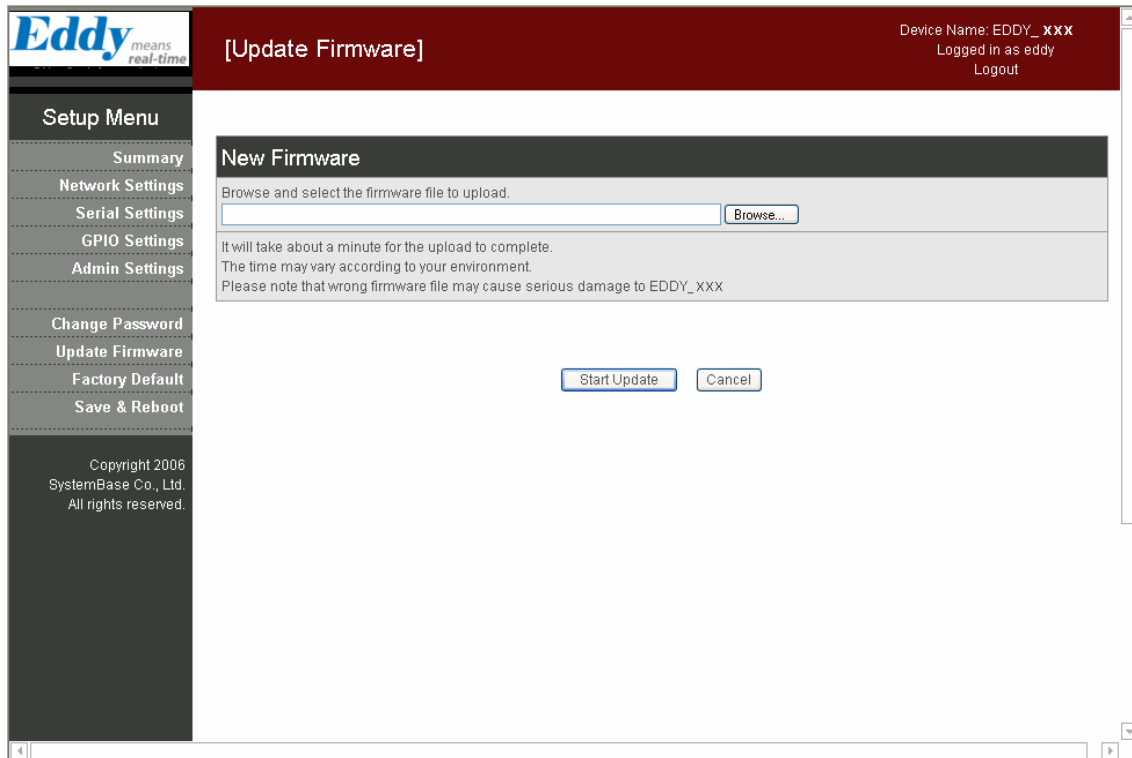 Eddy means
real-time
[Update Firmware]
Device Name: EDDY_ XXX
Logged in as eddy
Logout
Setup Menu
Summary
Network Settings
Serial Settings
GPIO Settings
Admin Settings
Change Password
Update Firmware
Factory Default
Save & Reboot
Copyright 2006
SystemBase Co., Ltd.
All rights reserved.
New Firmware
Browse and select the firmware file to upload.
Browse...
It will take about a minute for the upload to complete.
The time may vary according to your environment.
Please note that wrong firmware file may cause serious damage to EDDY_XXX
Start Update Cancel